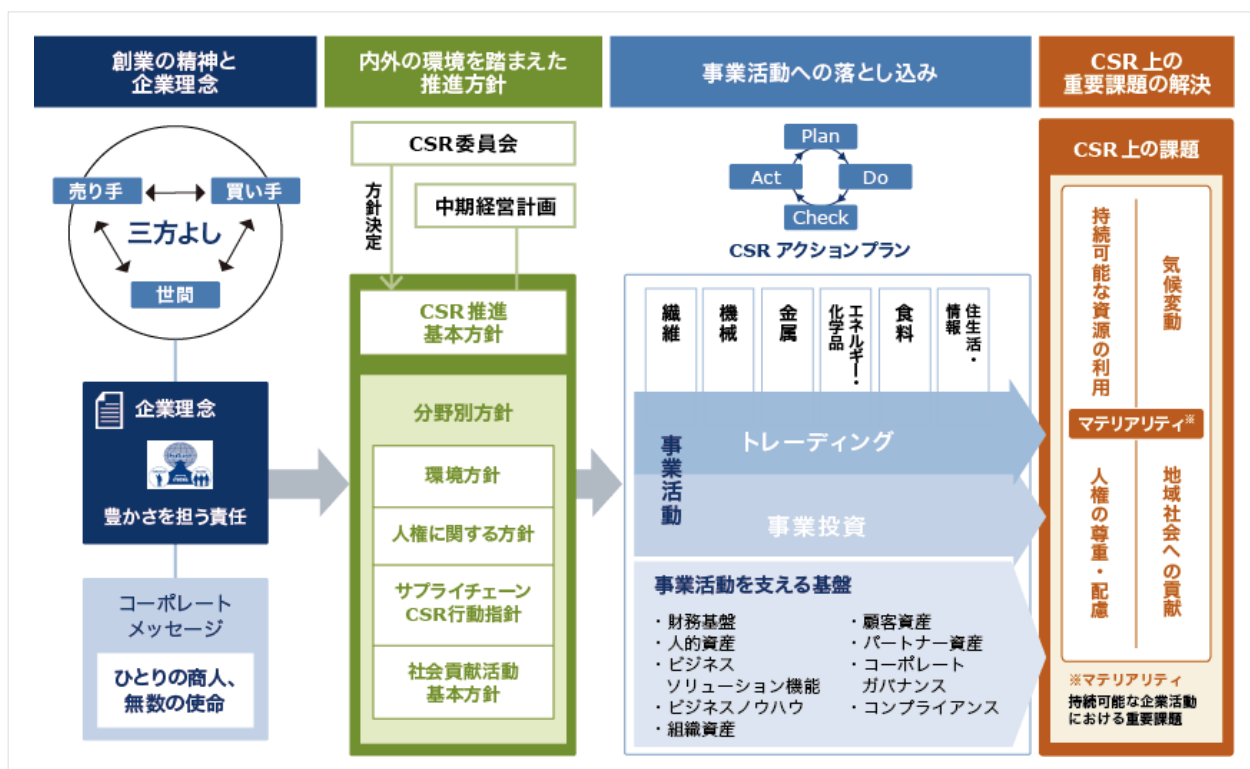 創業の精神と
企業理念
売り手
買い手
三方よし
世間
企業理念
豊かさを担う責任
コーポレート
メッセージ
ひとりの商人、
無数の使命
内外の環境を踏まえた
推進方針
CSR委員会
方針決定
中期経営計画
CSR推進
基本方針
分野別方針
環境方針
人権に関する方針
サプライチェーン
CSR行動指針
社会貢献活動
基本方針
事業活動への落とし込み
Plan
Act
Do
Check
CSRアクションプラン
繊維
機械
金属
エネルギー・
化学品
食料
住生活・
情報
事業活動
トレーディング
事業投資
事業活動を支える基盤
・財務基盤
・人的資産
・ビジネス
ソリューション機能
・ビジネスノウハウ
・組織資産
・顧客資産
・パートナー資産
・コーポレート
ガバナンス
・コンプライアンス
CSR上の
重要課題の解決
CSR上の課題
持続可能な資源の利用
気候変動
マテリアリティ※
人権の尊重・配慮
地域社会への貢献
※マテリアリティ
持続可能な企業活動
における重要課題